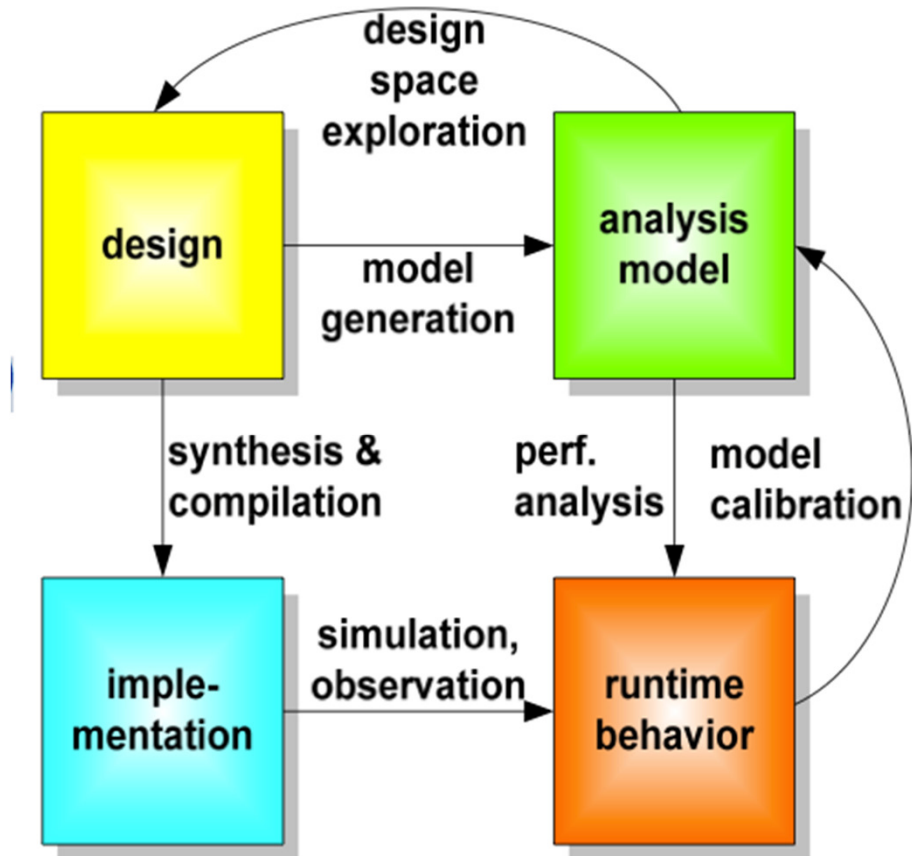 design
space
exploration
design
analysis
model
model
generation
synthesis &
compilation
perf.
analysis
model
calibration
simulation,
observation
imple-
mentation
runtime
behavior